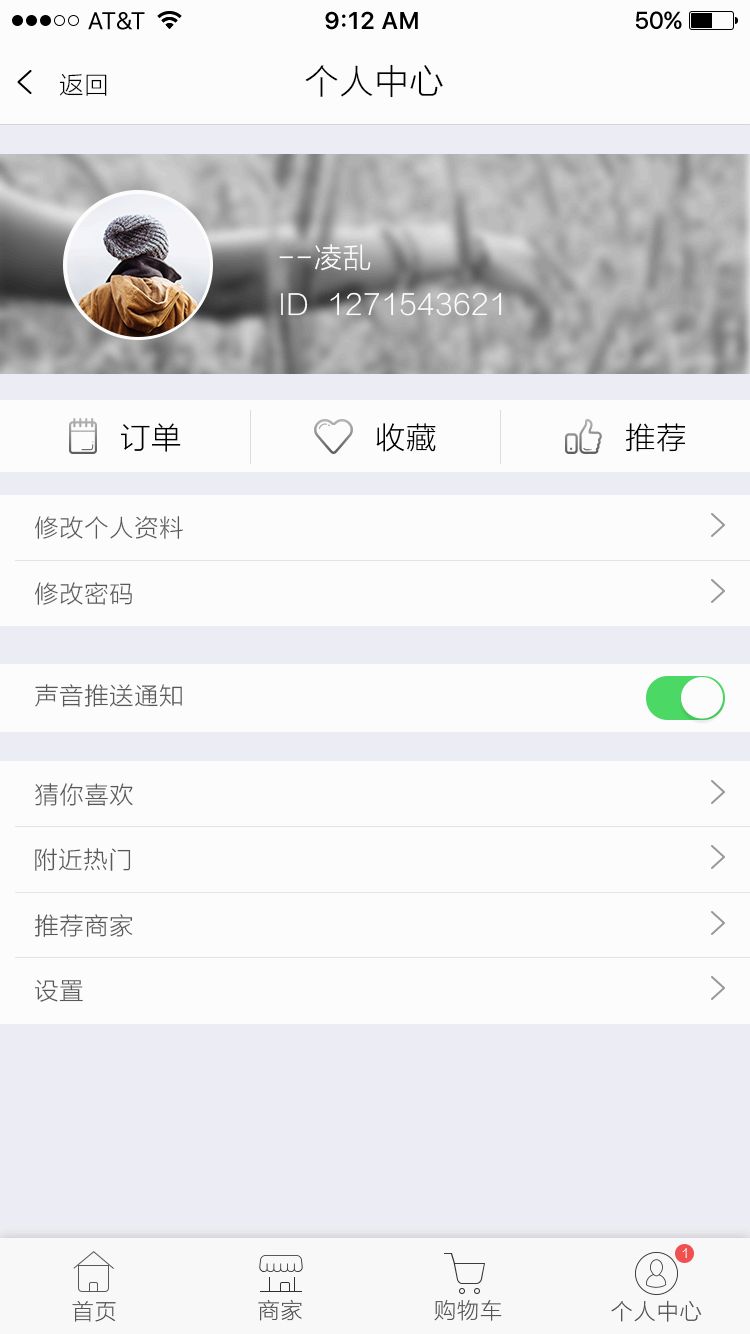 AT&T 9:12 AM 50%
返回 个人中心
--凌乱
ID 1271543621
订单 收藏 推荐
修改个人资料
修改密码
声音推送通知
猜你喜欢
附近热门
推荐商家
设置
1
首页 商家 购物车 个人中心